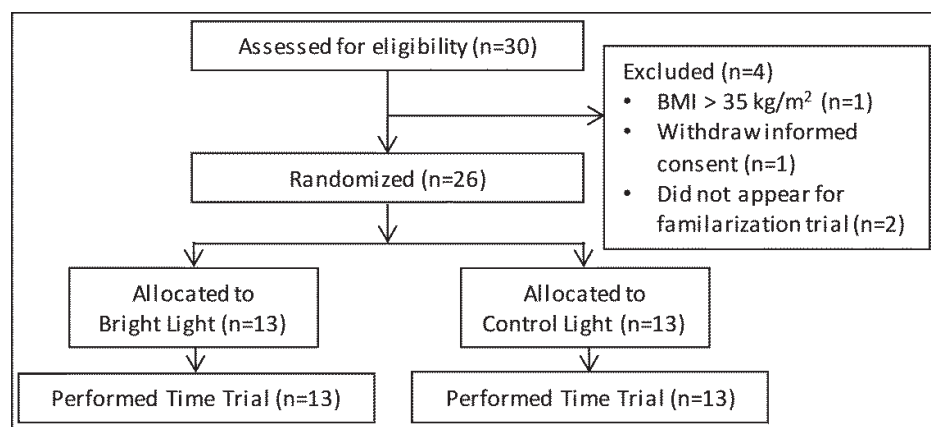 Assessed for eligibility (n=30)
Excluded (n=4)
• BMI > 35 kg/m² (n=1)
• Withdraw informed
consent (n=1)
• Did not appear for
familarization trial (n=2)
Randomized (n=26)
Allocated to
Bright Light (n=13)
Allocated to
Control Light (n=13)
Performed Time Trial (n=13)
Performed Time Trial (n=13)